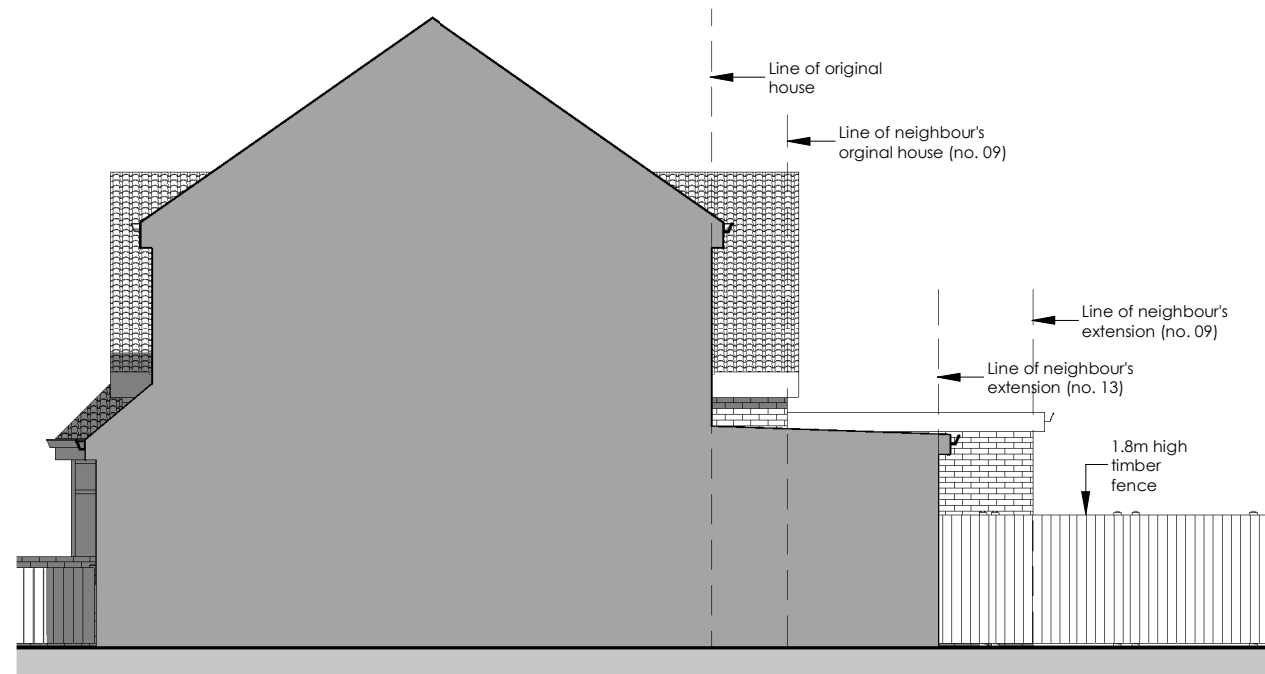 Line of original
house
Line of neighbour's
orginal house (no. 09)
Line of neighbour's
extension (no. 09)
Line of neighbour's
extension (no. 13)
1.8m high
timber
fence